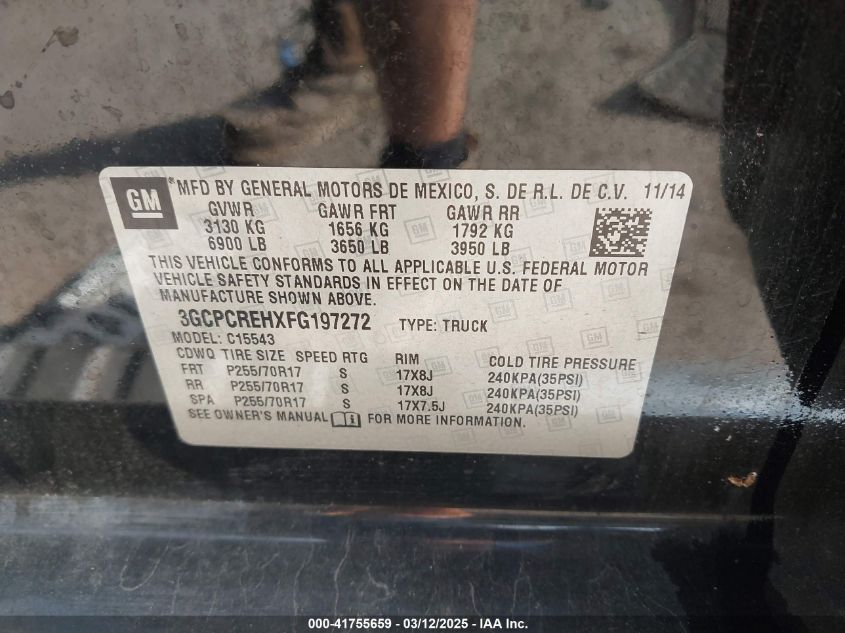 GM ® MFD BY GENERAL MOTORS DE MEXICO, S. DE R.L. DE C.V. 11/14
GVWR GAWR FRT GAWR RR
3130 KG 1656 KG 1792 KG
6900 LB 3650 LB 3950 LB
THIS VEHICLE CONFORMS TO ALL APPLICABLE U.S. FEDERAL MOTOR
VEHICLE SAFETY STANDARDS IN EFFECT ON THE DATE OF
MANUFACTURE SHOWN ABOVE.
3GCPCREHXFG197272 TYPE: TRUCK
MODEL: C15543
CDWQ TIRE SIZE SPEED RTG RIM COLD TIRE PRESSURE
FRT P255/70R17 S 17X8J 240KPA(35PSI)
RR P255/70R17 S 17X8J 240KPA(35PSI)
SPA P255/70R17 S 17X7.5J 240KPA(35PSI)
SEE OWNER'S MANUAL FOR MORE INFORMATION.
000-41755659 - 03/12/2025 - IAA Inc.